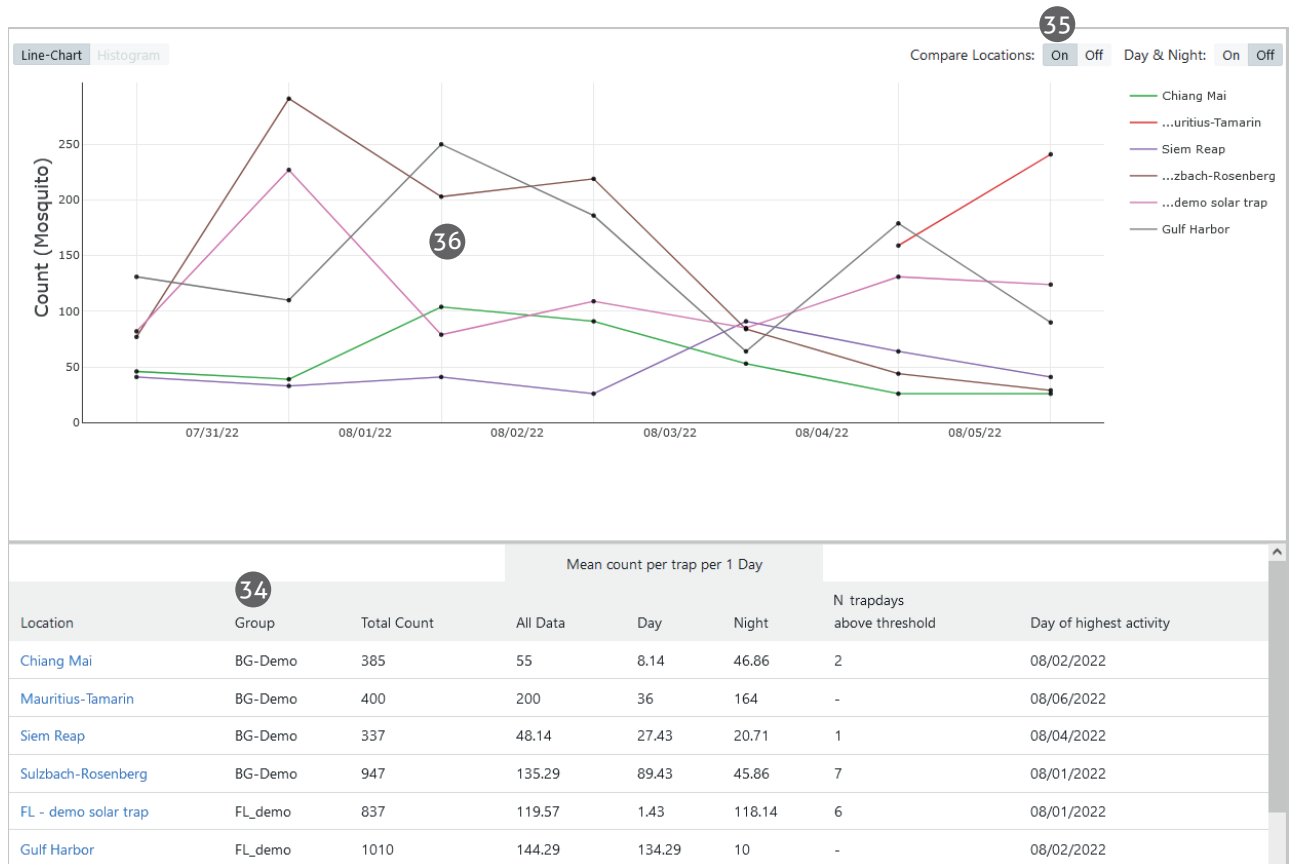 35
Line-Chart Histogram Compare Locations: On Off Day & Night: On Off
Chiang Mai
...uritius-Tamarin
Siem Reap
...zbach-Rosenberg
...demo solar trap
Gulf Harbor
Count (Mosquito)
250
200
150
100
50
0
36
07/31/22 08/01/22 08/02/22 08/03/22 08/04/22 08/05/22
Mean count per trap per 1 Day
34
N trapdays
Location Group Total Count All Data Day Night above threshold Day of highest activity
Chiang Mai BG-Demo 385 55 8.14 46.86 2 08/02/2022
Mauritius-Tamarin BG-Demo 400 200 36 164 - 08/06/2022
Siem Reap BG-Demo 337 48.14 27.43 20.71 1 08/04/2022
Sulzbach-Rosenberg BG-Demo 947 135.29 89.43 45.86 7 08/01/2022
FL - demo solar trap FL_demo 837 119.57 1.43 118.14 6 08/01/2022
Gulf Harbor FL_demo 1010 144.29 134.29 10 - 08/02/2022